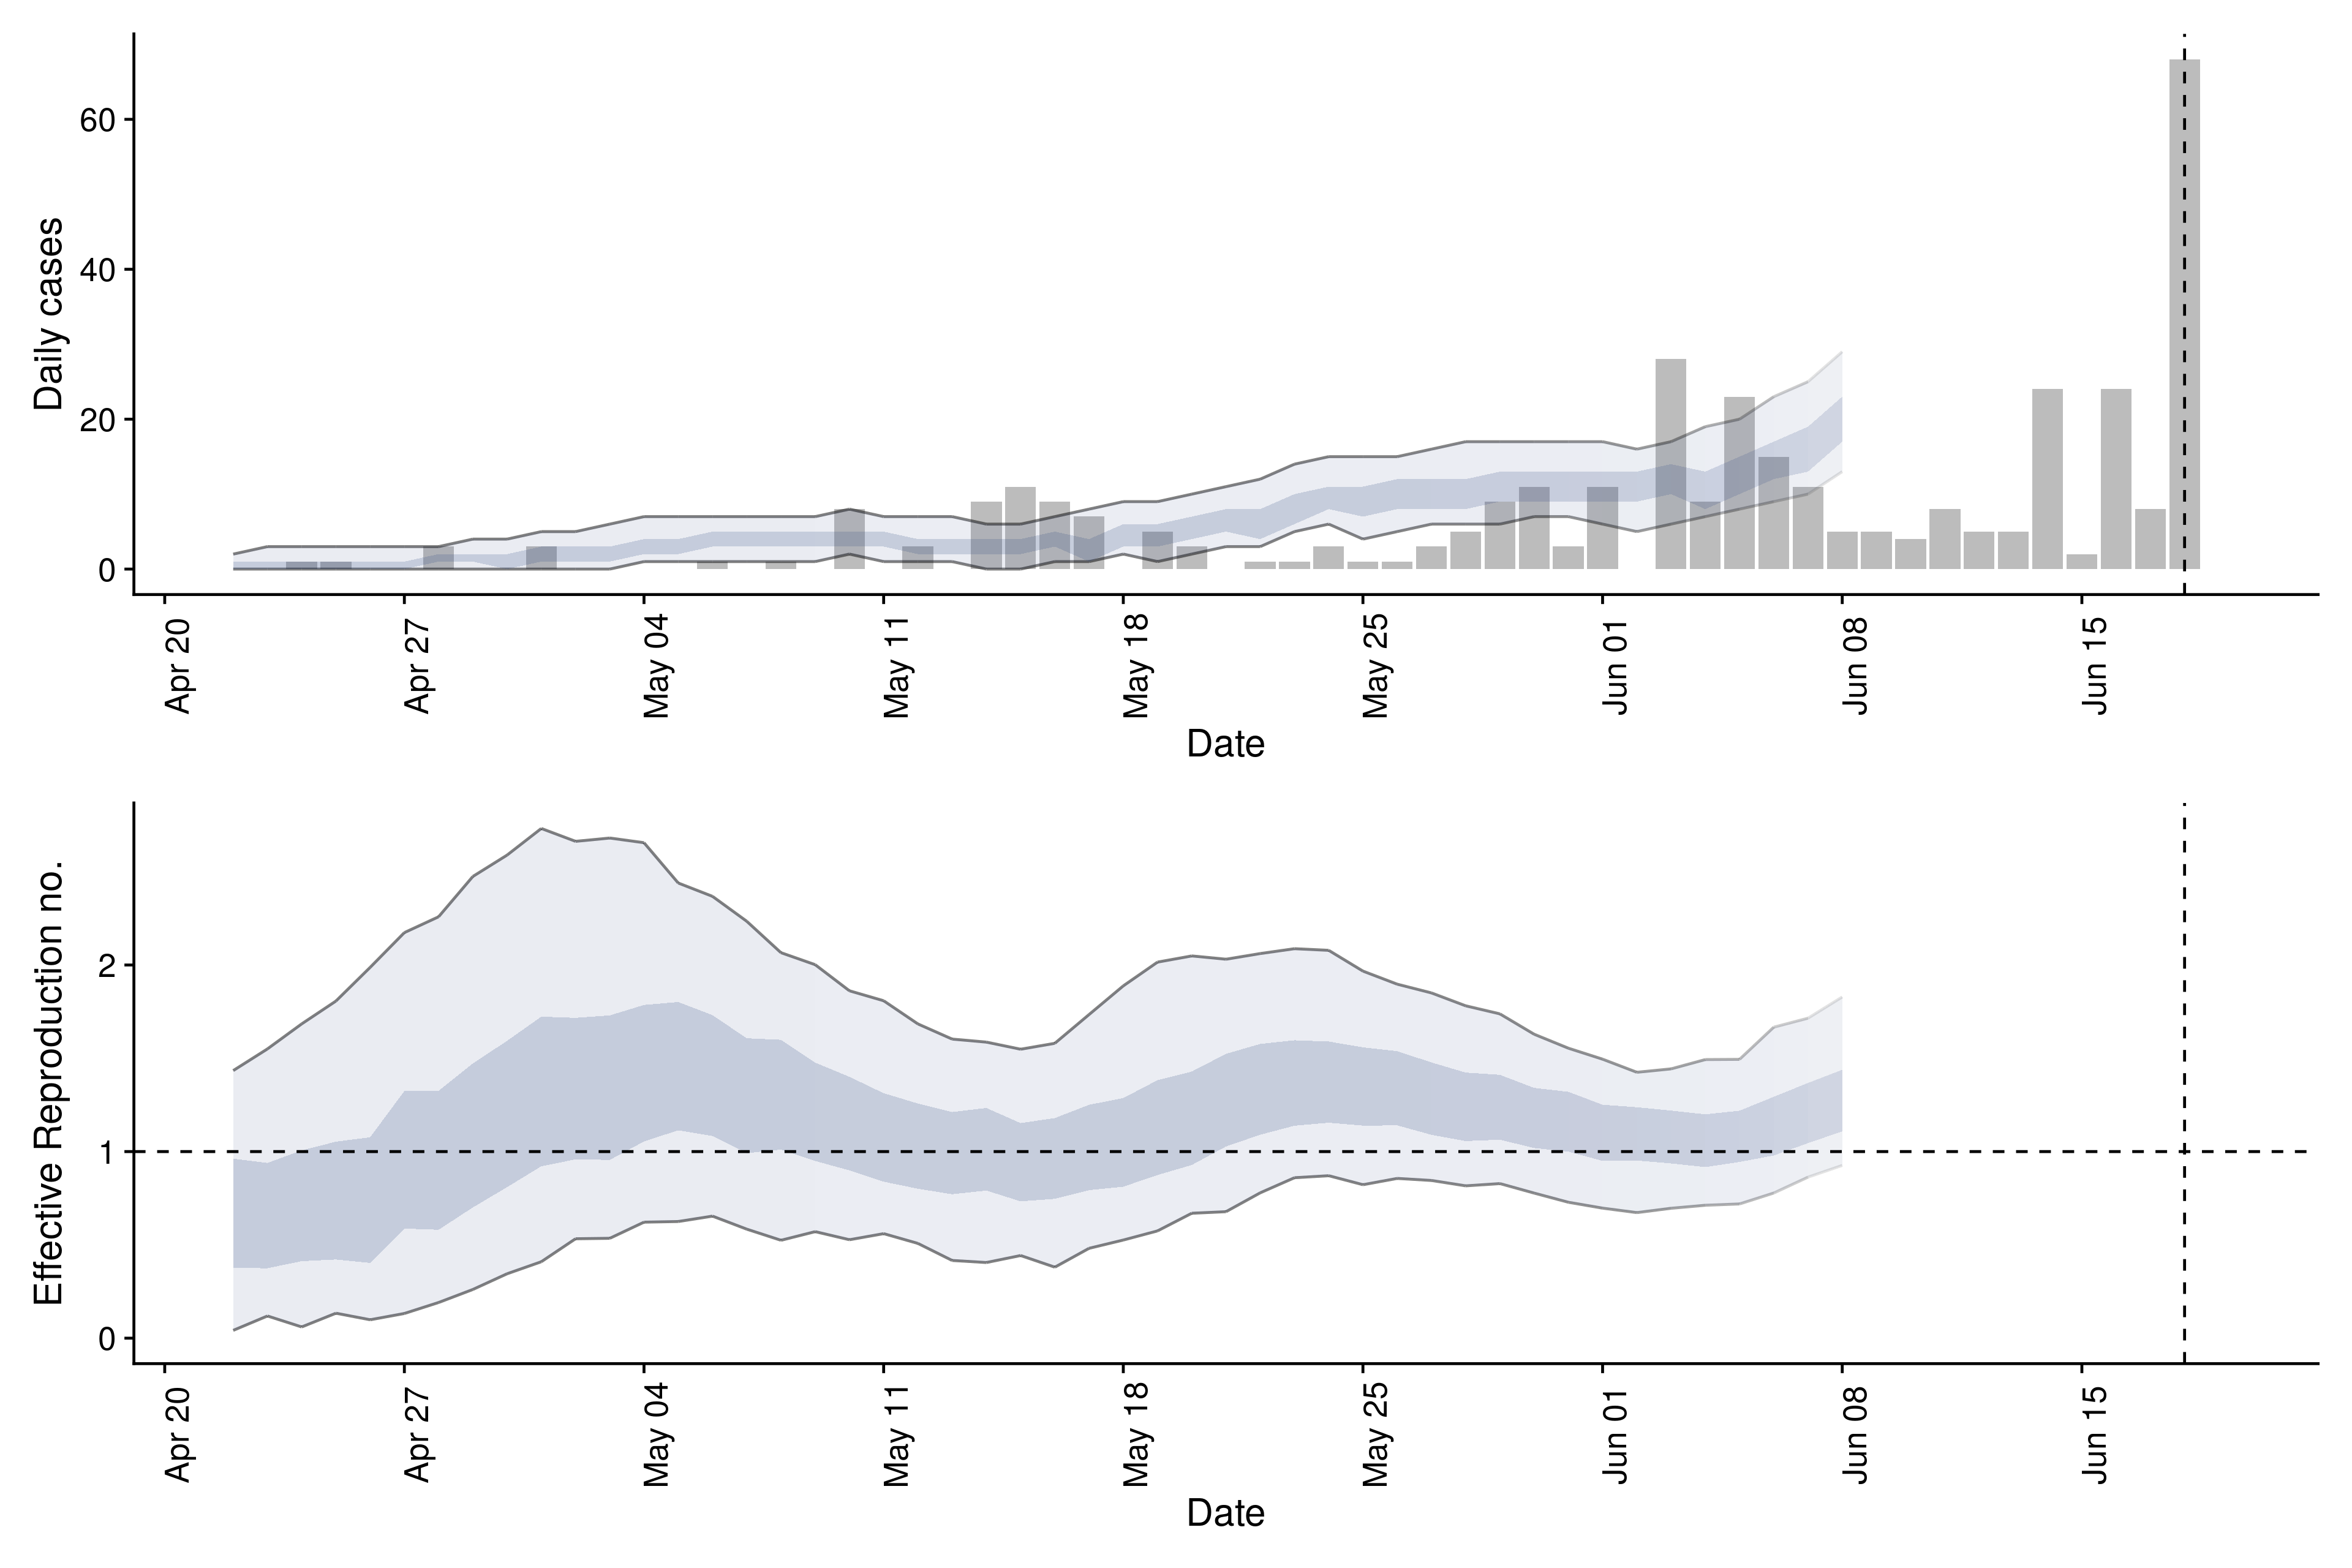 Daily cases
60
40
20
0
Apr 20
Apr 27
May 04
May 11
May 18
May 25
Jun 01
Jun 08
Jun 15
Date
Effective Reproduction no.
2
1
0
Apr 20
Apr 27
May 04
May 11
May 18
May 25
Jun 01
Jun 08
Jun 15
Date